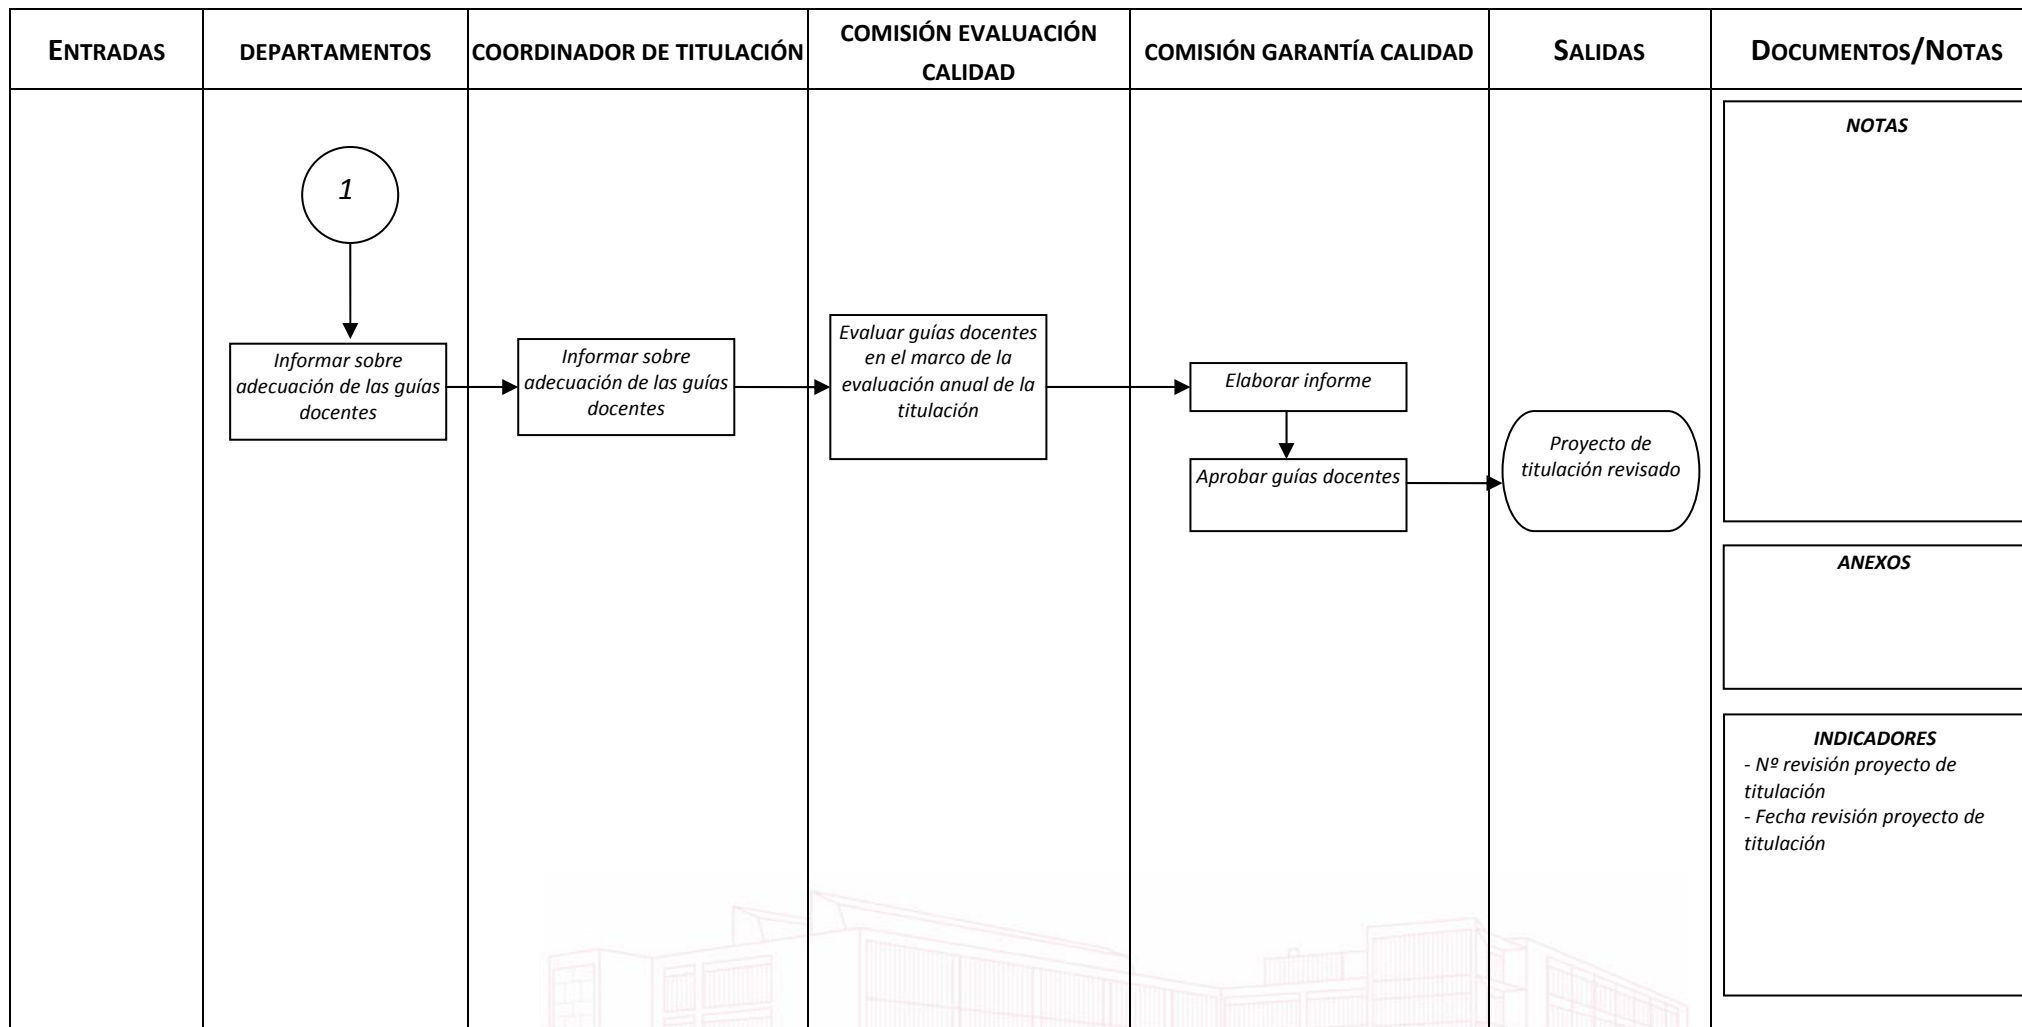 ENTRADAS
DEPARTAMENTOS
COORDINADOR DE TITULACIÓN
COMISIÓN EVALUACIÓN
CALIDAD
COMISIÓN GARANTÍA CALIDAD
SALIDAS
DOCUMENTOS/NOTAS
1
Informar sobre
adecuación de las guías
docentes
Informar sobre
adecuación de las guías
docentes
Evaluar guías docentes
en el marco de la
evaluación anual de la
titulación
Elaborar informe
Aprobar guías docentes
Proyecto de
titulación revisado
NOTAS
ANEXOS
INDICADORES
- Nº revisión proyecto de
titulación
- Fecha revisión proyecto de
titulación